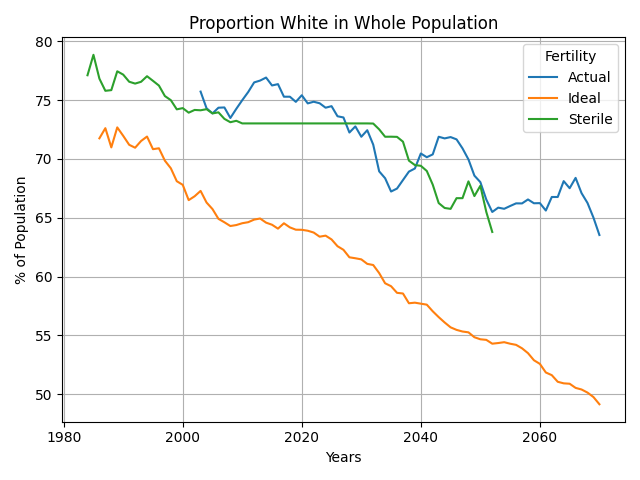 Proportion White in Whole Population
% of Population
80
75
70
65
60
55
50
1980
2000
2020
2040
2060
Years
Fertility
Actual
Ideal
Sterile